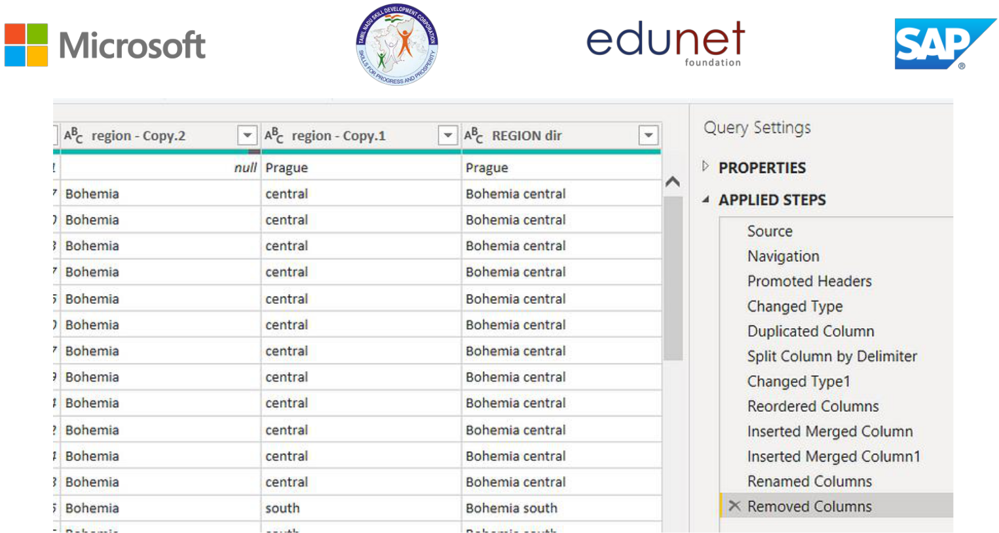 Microsoft
TAMIL NADU SKILL DEVELOPMENT CORPORATION
SKILLS FOR PROGRESS AND PROSPERITY
edunet
foundation
SAP
®
ABC region - Copy.2 ABC region - Copy.1 ABC REGION dir
null Prague Prague
Bohemia central Bohemia central
Bohemia central Bohemia central
Bohemia central Bohemia central
Bohemia central Bohemia central
Bohemia central Bohemia central
Bohemia central Bohemia central
Bohemia central Bohemia central
Bohemia central Bohemia central
Bohemia central Bohemia central
Bohemia central Bohemia central
Bohemia central Bohemia central
Bohemia central Bohemia central
Bohemia south Bohemia south
Query Settings
PROPERTIES
APPLIED STEPS
Source
Navigation
Promoted Headers
Changed Type
Duplicated Column
Split Column by Delimiter
Changed Type1
Reordered Columns
Inserted Merged Column
Inserted Merged Column1
Renamed Columns
Removed Columns